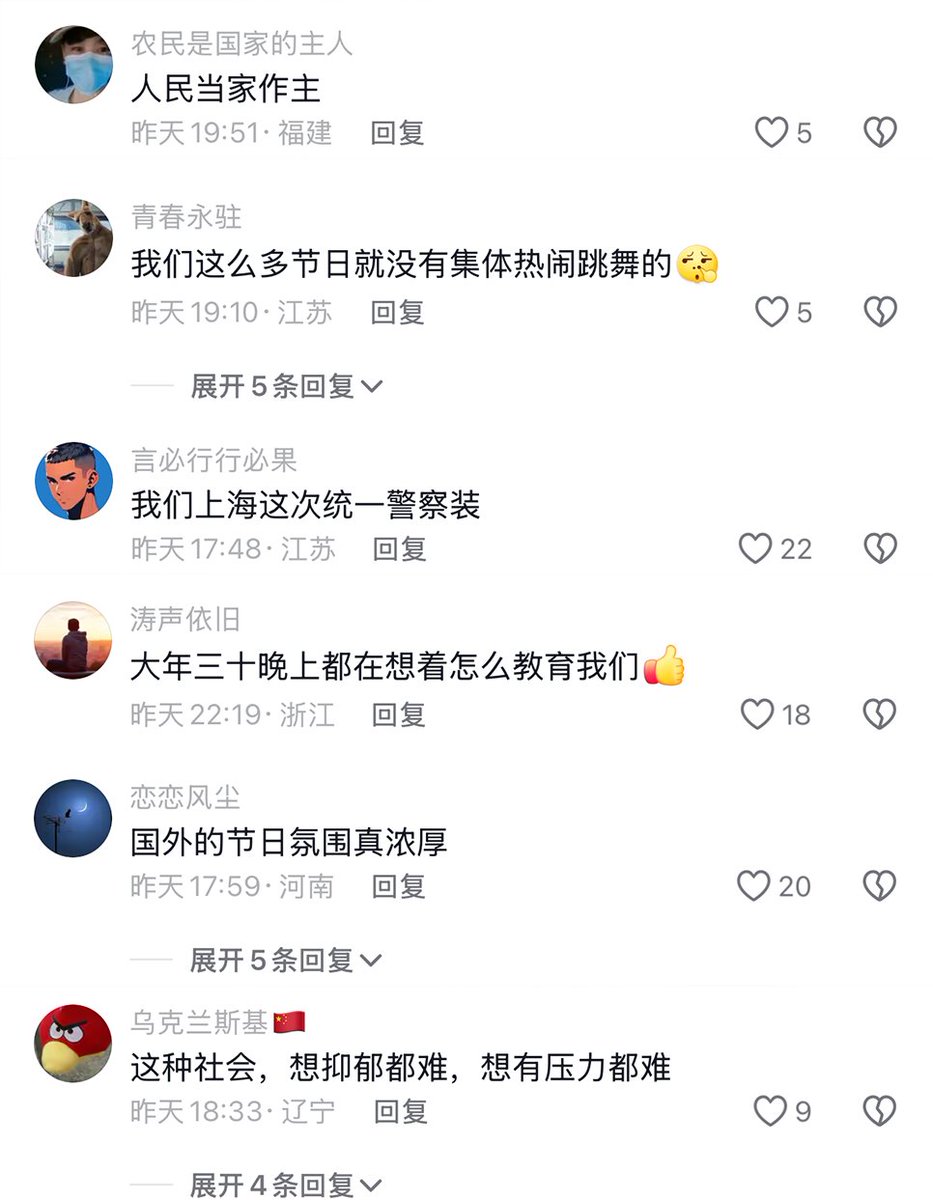 农民是国家的主人
人民当家作主
昨天 19:51 · 福建 回复 5
青春永驻
我们这么多节日就没有集体热闹跳舞的😮‍💨
昨天 19:10 · 江苏 回复 5
展开 5 条回复
言必行行必果
我们上海这次统一警察装
昨天 17:48 · 江苏 回复 22
涛声依旧
大年三十晚上都在想着怎么教育我们👍
昨天 22:19 · 浙江 回复 18
恋恋风尘
国外的节日氛围真浓厚
昨天 17:59 · 河南 回复 20
展开 5 条回复
乌克兰斯基🇨🇳
这种社会，想抑郁都难，想有压力都难
昨天 18:33 · 辽宁 回复 9
展开 4 条回复